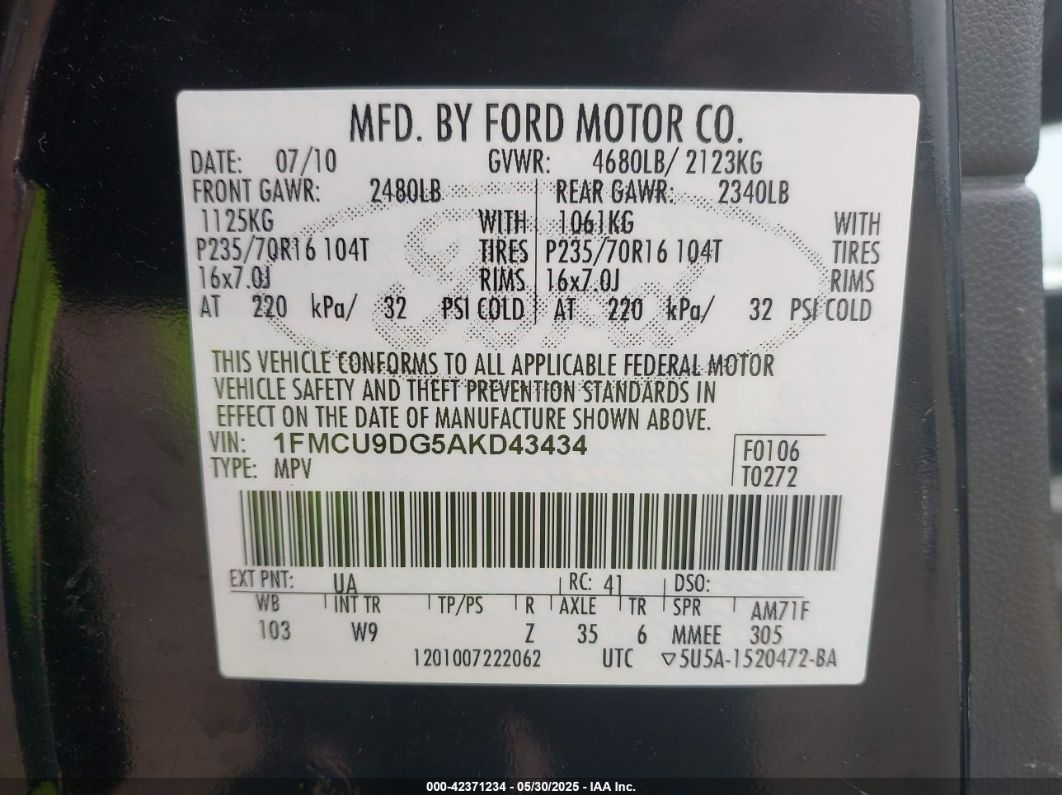 MFD. BY FORD MOTOR CO.
DATE: 07/10 GVWR: 4680LB/ 2123KG
FRONT GAWR: 2480LB REAR GAWR: 2340LB
1125KG WITH 1061KG WITH
P235/70R16 104T TIRES P235/70R16 104T TIRES
16x7.0J RIMS 16x7.0J RIMS
AT 220 kPa/ 32 PSI COLD AT 220 kPa/ 32 PSI COLD
Ford
THIS VEHICLE CONFORMS TO ALL APPLICABLE FEDERAL MOTOR
VEHICLE SAFETY AND THEFT PREVENTION STANDARDS IN
EFFECT ON THE DATE OF MANUFACTURE SHOWN ABOVE.
VIN: 1FMCU9DG5AKD43434 F0106
TYPE: MPV T0272
EXT PNT: UA RC: 41 DSO:
WB INT TR TP/PS R AXLE TR SPR AM71F
103 W9 Z 35 6 MMEE 305
1201007222062 UTC ▽5U5A-1520472-BA
000-42371234 - 05/30/2025 - IAA Inc.